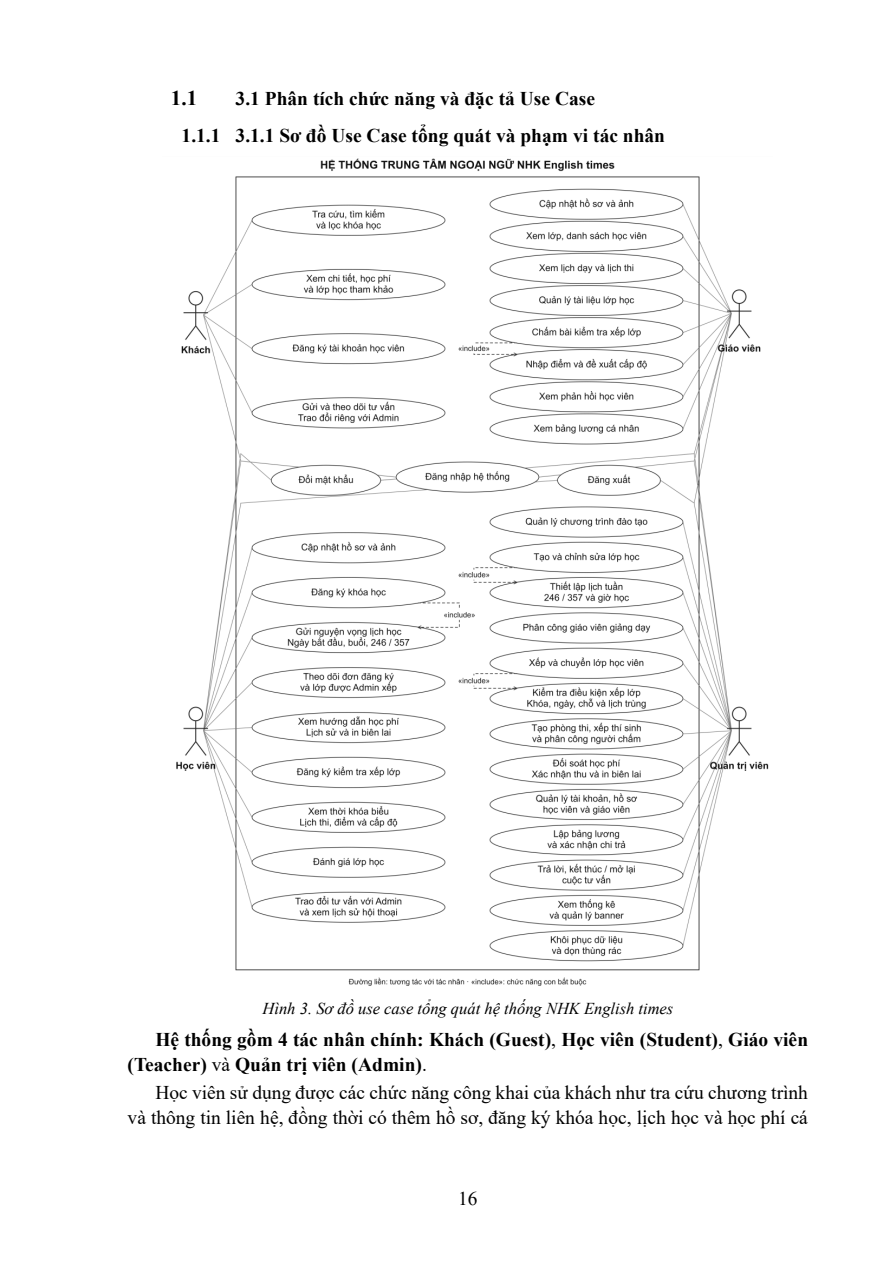 1.1 3.1 Phân tích chức năng và đặc tả Use Case
1.1.1 3.1.1 Sơ đồ Use Case tổng quát và phạm vi tác nhân
HỆ THỐNG TRUNG TÂM NGOẠI NGỮ NHK English times
Tra cứu, tìm kiếm
và lọc khóa học
Xem chi tiết, học phí
và lớp học tham khảo
Đăng ký tài khoản học viên
Gửi và theo dõi tư vấn
Trao đổi riêng với Admin
Khách
Cập nhật hồ sơ và ảnh
Xem lớp, danh sách học viên
Xem lịch dạy và lịch thi
Quản lý tài liệu lớp học
Chấm bài kiểm tra xếp lớp
«include»
Nhập điểm và đề xuất cấp độ
Xem phản hồi học viên
Xem bảng lương cá nhân
Giáo viên
Đổi mật khẩu
Đăng nhập hệ thống
Đăng xuất
Cập nhật hồ sơ và ảnh
Đăng ký khóa học
«include»
Gửi nguyện vọng lịch học
Ngày bắt đầu, buổi, 246 / 357
Theo dõi đơn đăng ký
và lớp được Admin xếp
Xem hướng dẫn học phí
Lịch sử và in biên lai
Đăng ký kiểm tra xếp lớp
Xem thời khóa biểu
Lịch thi, điểm và cấp độ
Đánh giá lớp học
Trao đổi tư vấn với Admin
và xem lịch sử hội thoại
Học viên
Quản lý chương trình đào tạo
Tạo và chỉnh sửa lớp học
«include»
Thiết lập lịch tuần
246 / 357 và giờ học
Phân công giáo viên giảng dạy
Xếp và chuyển lớp học viên
«include»
Kiểm tra điều kiện xếp lớp
Khóa, ngày, chỗ và lịch trùng
Tạo phòng thi, xếp thí sinh
và phân công người chấm
Đối soát học phí
Xác nhận thu và in biên lai
Quản lý tài khoản, hồ sơ
học viên và giáo viên
Lập bảng lương
và xác nhận chi trả
Trả lời, kết thúc / mở lại
cuộc tư vấn
Xem thống kê
và quản lý banner
Khôi phục dữ liệu
và dọn thùng rác
Quản trị viên
Đường liền: tương tác với tác nhân · «include»: chức năng con bắt buộc
Hình 3. Sơ đồ use case tổng quát hệ thống NHK English times
Hệ thống gồm 4 tác nhân chính: Khách (Guest), Học viên (Student), Giáo viên
(Teacher) và Quản trị viên (Admin).
Học viên sử dụng được các chức năng công khai của khách như tra cứu chương trình
và thông tin liên hệ, đồng thời có thêm hồ sơ, đăng ký khóa học, lịch học và học phí cá
16